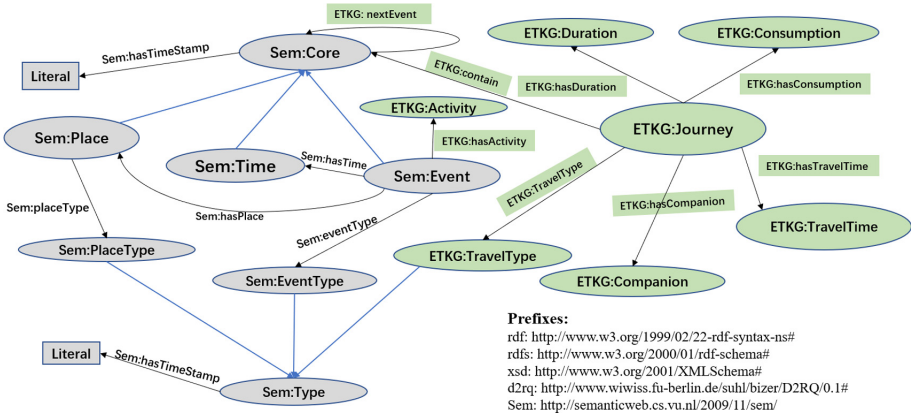 ETKG: nextEvent
Sem:hasTimeStamp
Sem:Core
ETKG:Duration
ETKG:Consumption
Literal
ETKG:contain
ETKG:hasDuration
ETKG:hasConsumption
ETKG:Activity
Sem:Place
ETKG:hasActivity
ETKG:Journey
Sem:Time
Sem:hasTime
Sem:Event
ETKG:hasTravelTime
ETKG:TravelType
Sem:placeType
Sem:hasPlace
ETKG:hasCompanion
Sem:eventType
ETKG:TravelTime
Sem:PlaceType
ETKG:TravelType
Sem:EventType
ETKG:Companion
Prefixes:
rdf: http://www.w3.org/1999/02/22-rdf-syntax-ns#
rdfs: http://www.w3.org/2000/01/rdf-schema#
xsd: http://www.w3.org/2001/XMLSchema#
d2rq: http://www.wiwiss.fu-berlin.de/suhl/bizer/D2RQ/0.1#
Sem: http://semanticweb.cs.vu.nl/2009/11/sem/
Literal
Sem:hasTimeStamp
Sem:Type